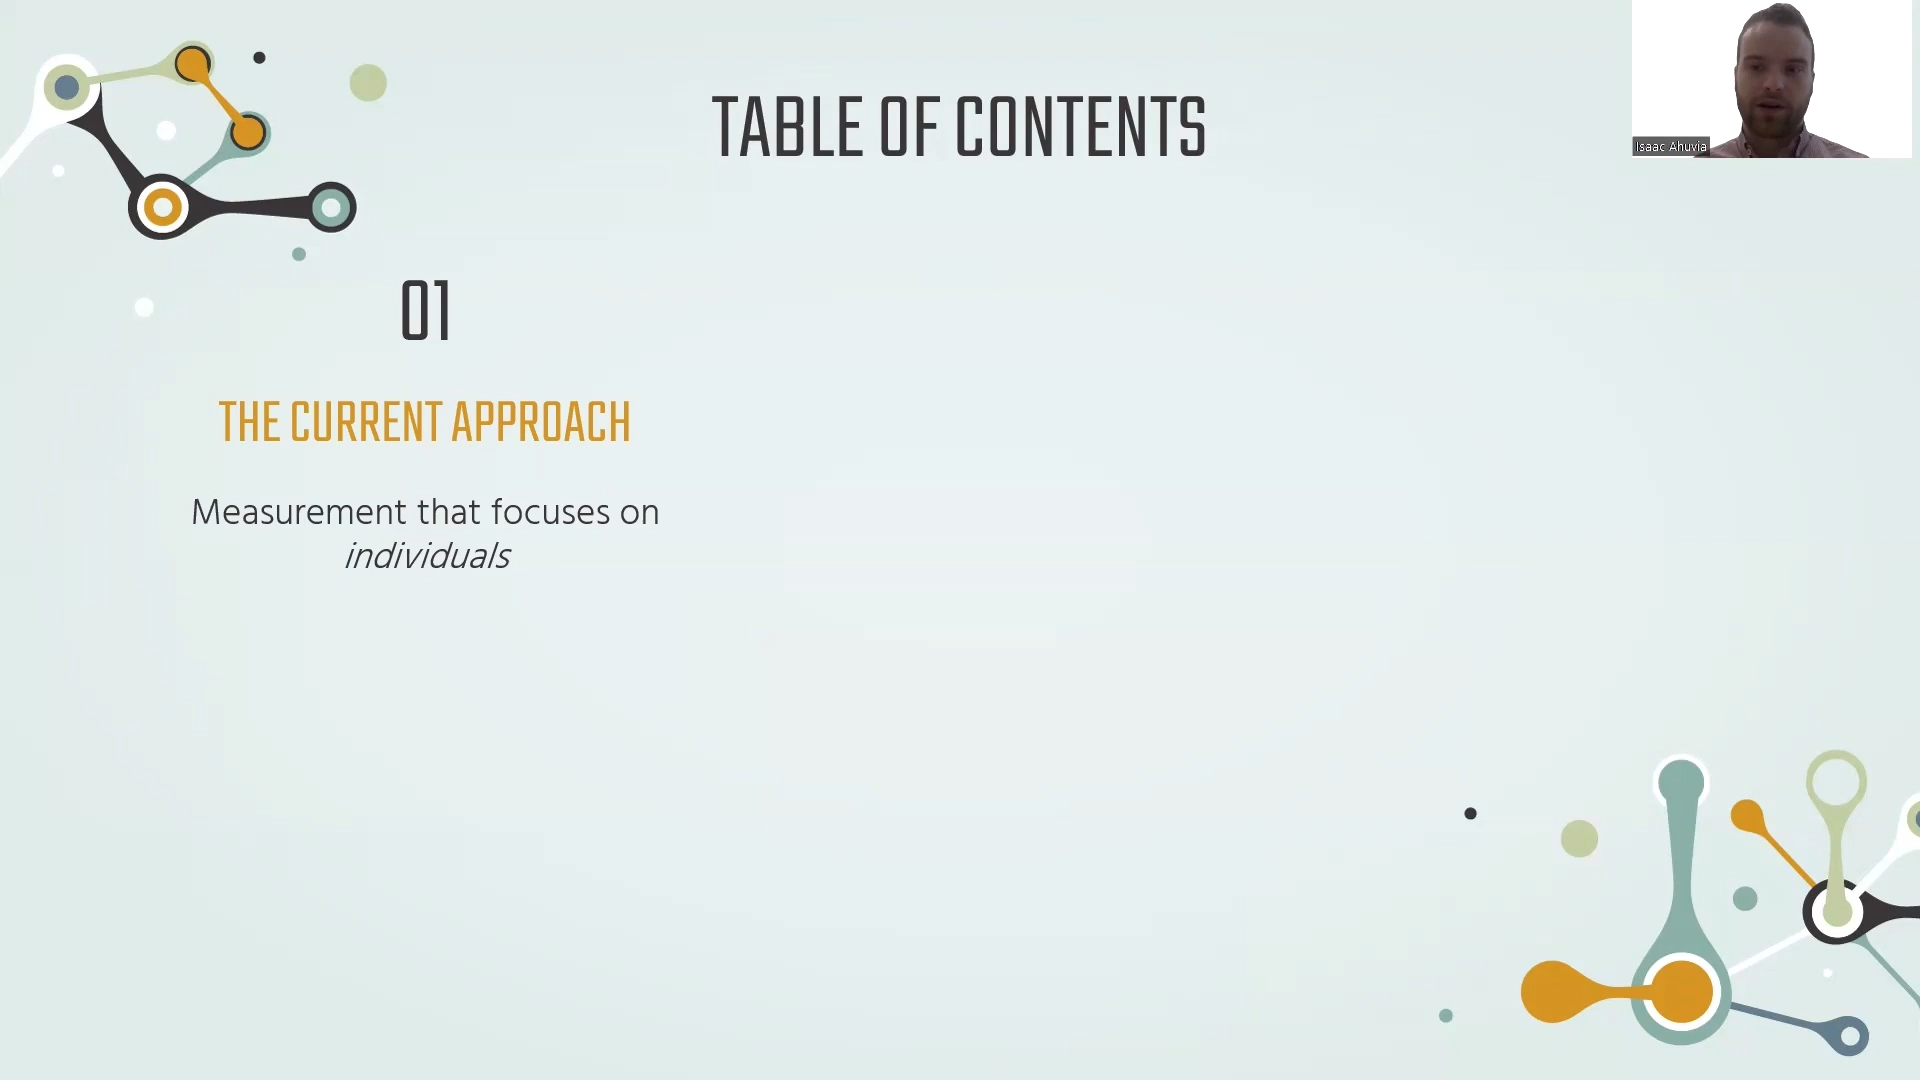 TABLE OF CONTENTS
Isaac Ahuvia
01
THE CURRENT APPROACH
Measurement that focuses on
individuals